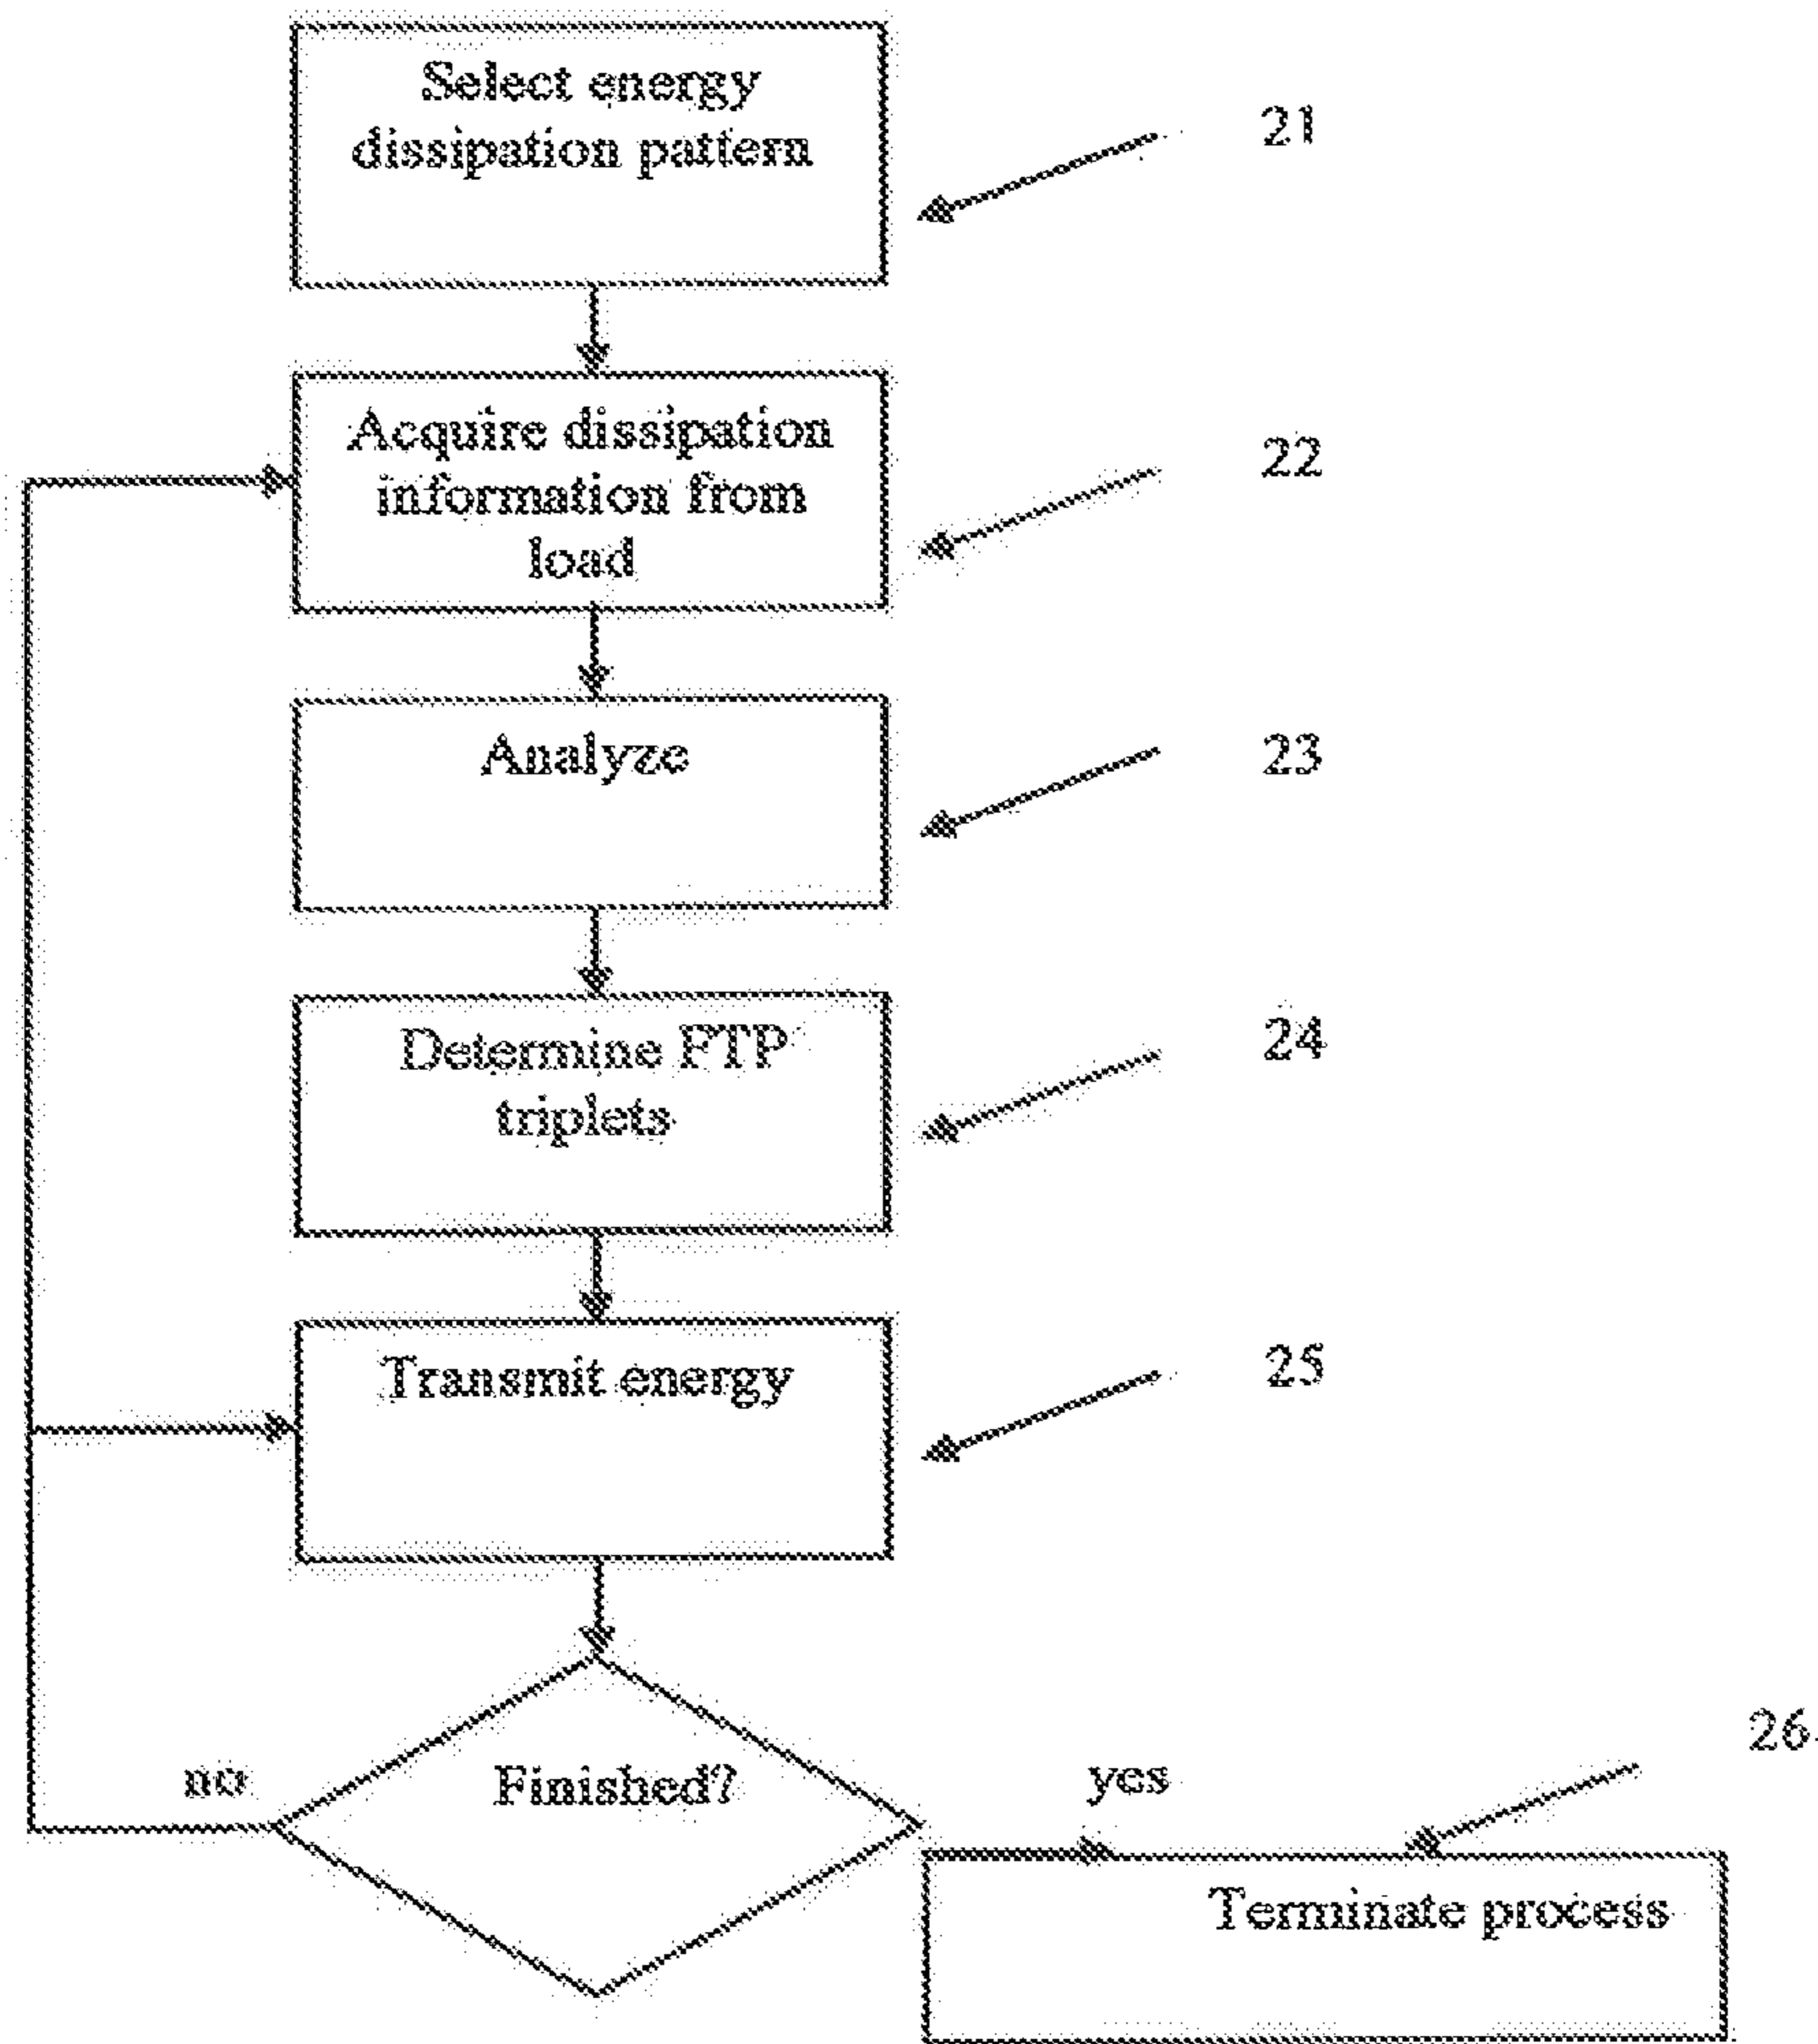 Select energy
dissipation pattern
21
Acquire dissipation
information from
load
22
Analyze
23
Determine FTP
triplets
24
Transmit energy
25
Finished?
no
yes
26
Terminate process